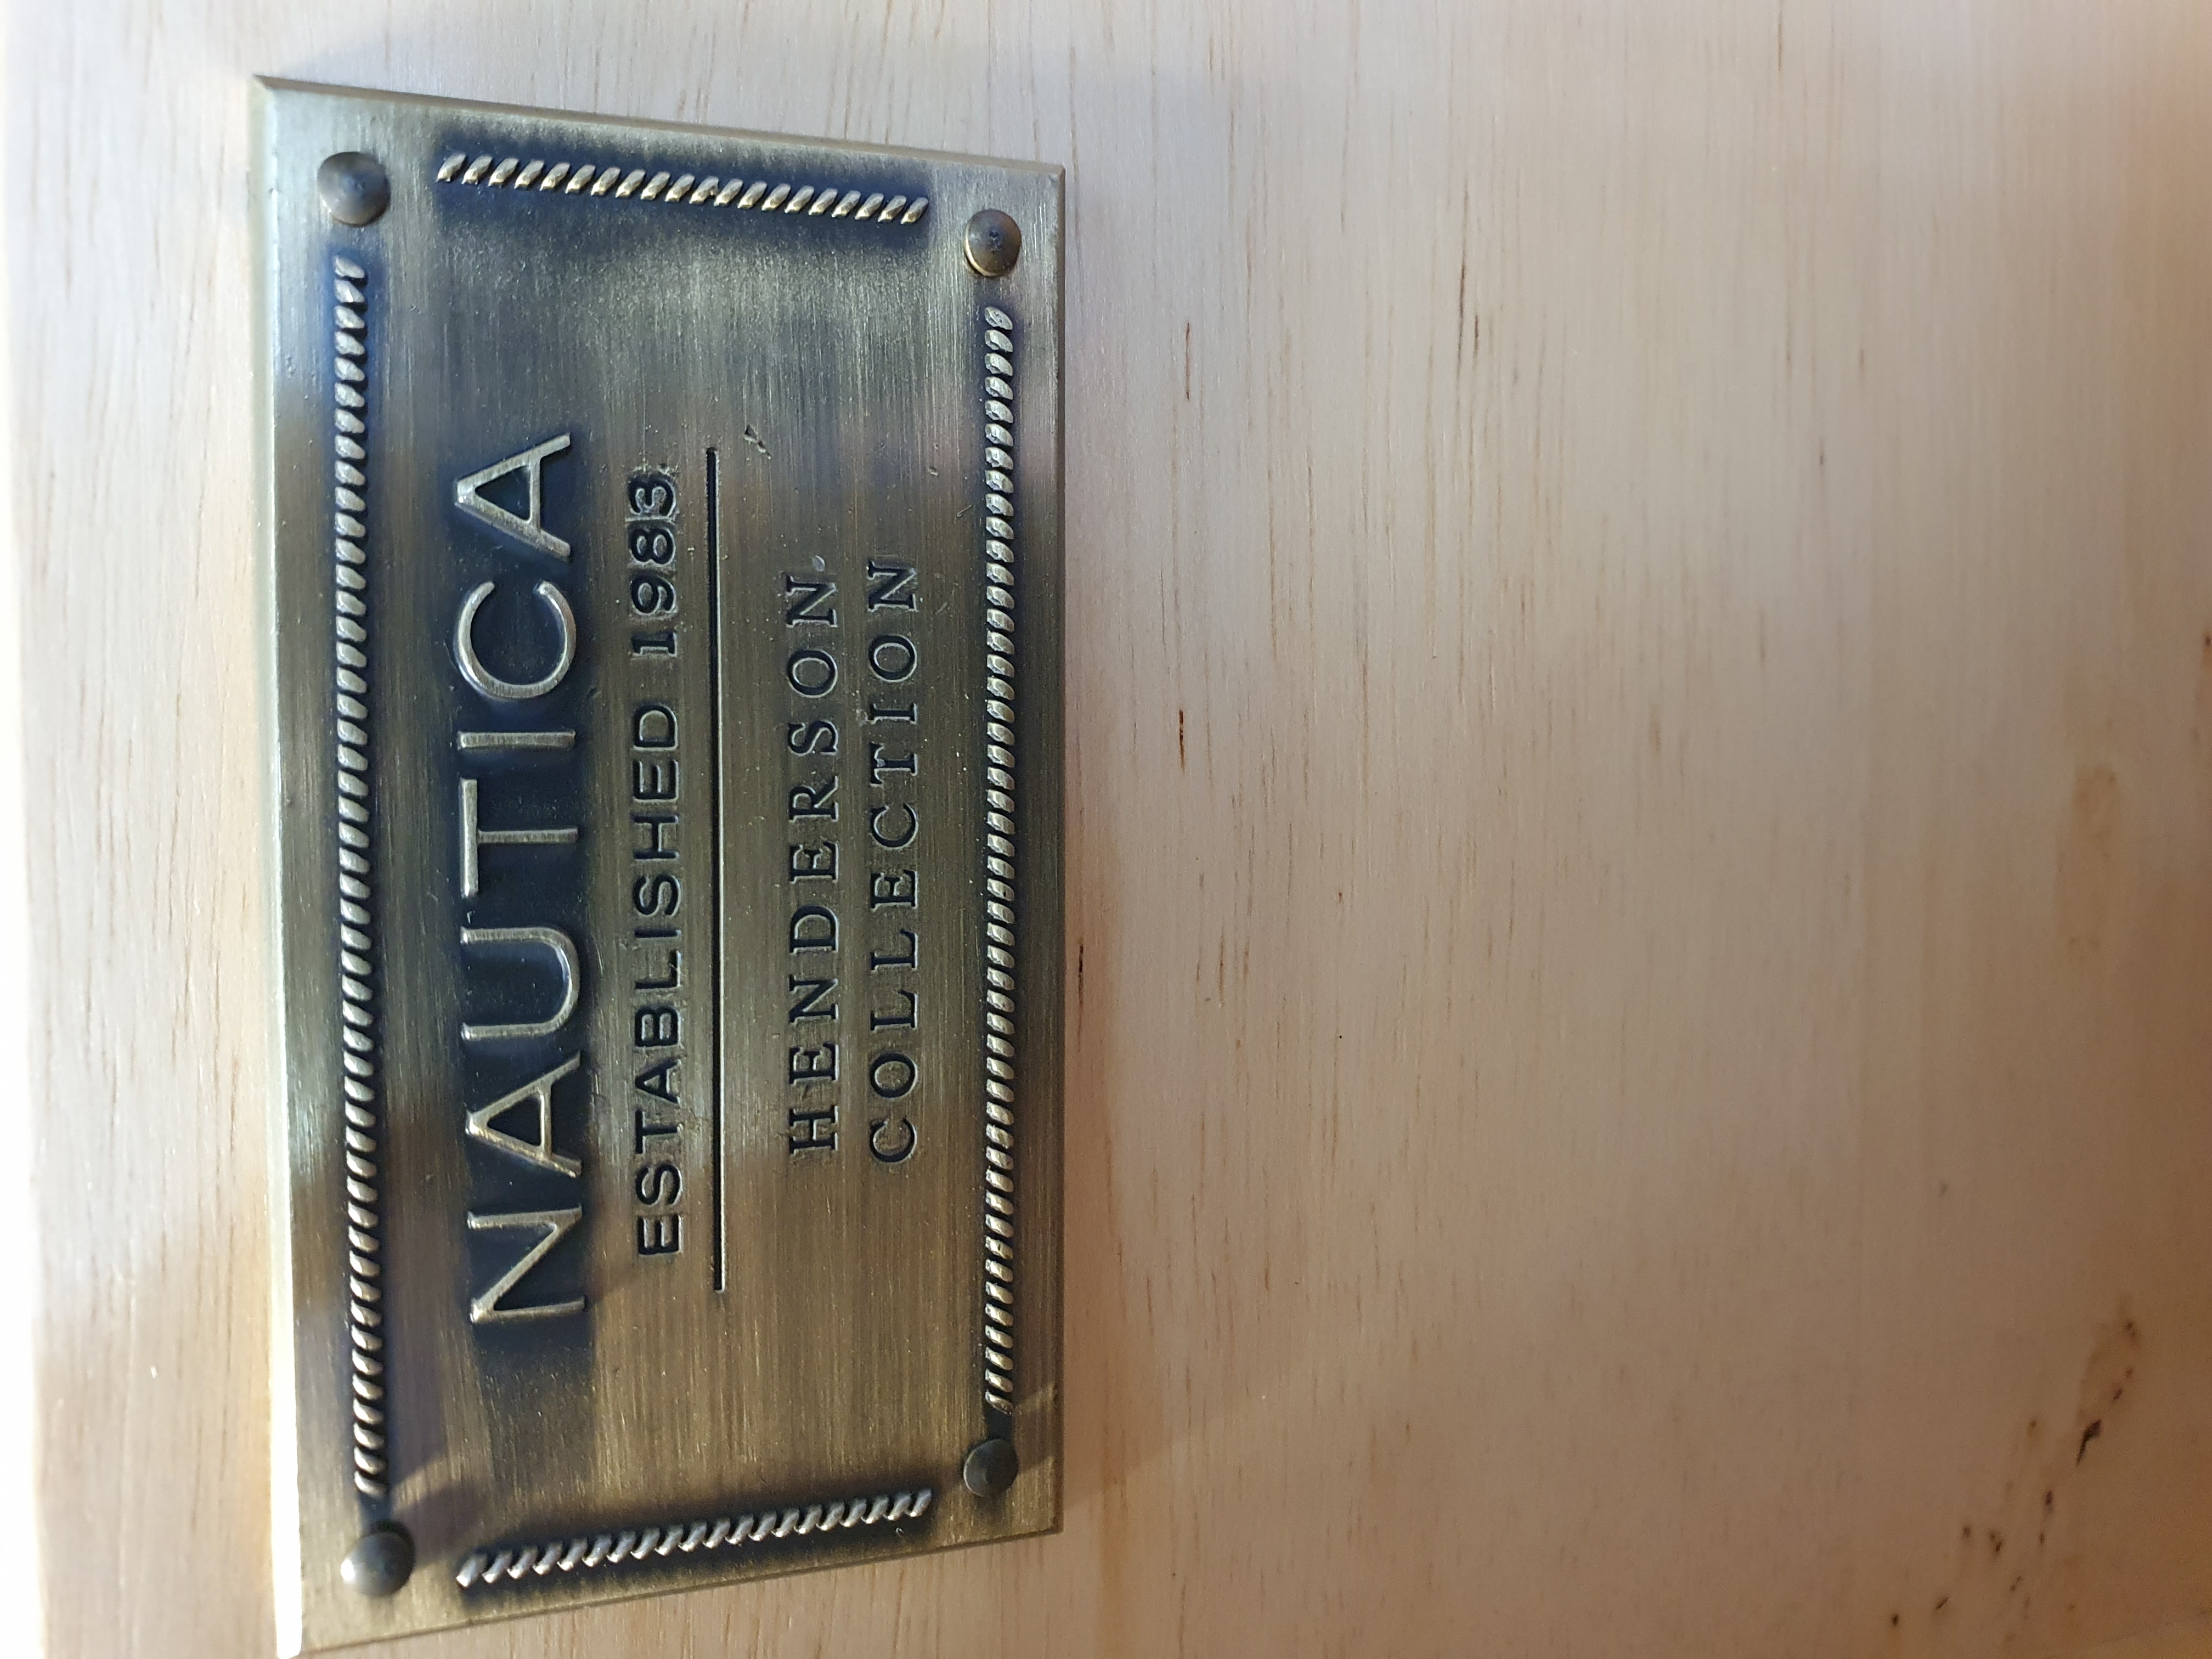 NAUTICA
ESTABLISHED 1983
HENDERSON
COLLECTION